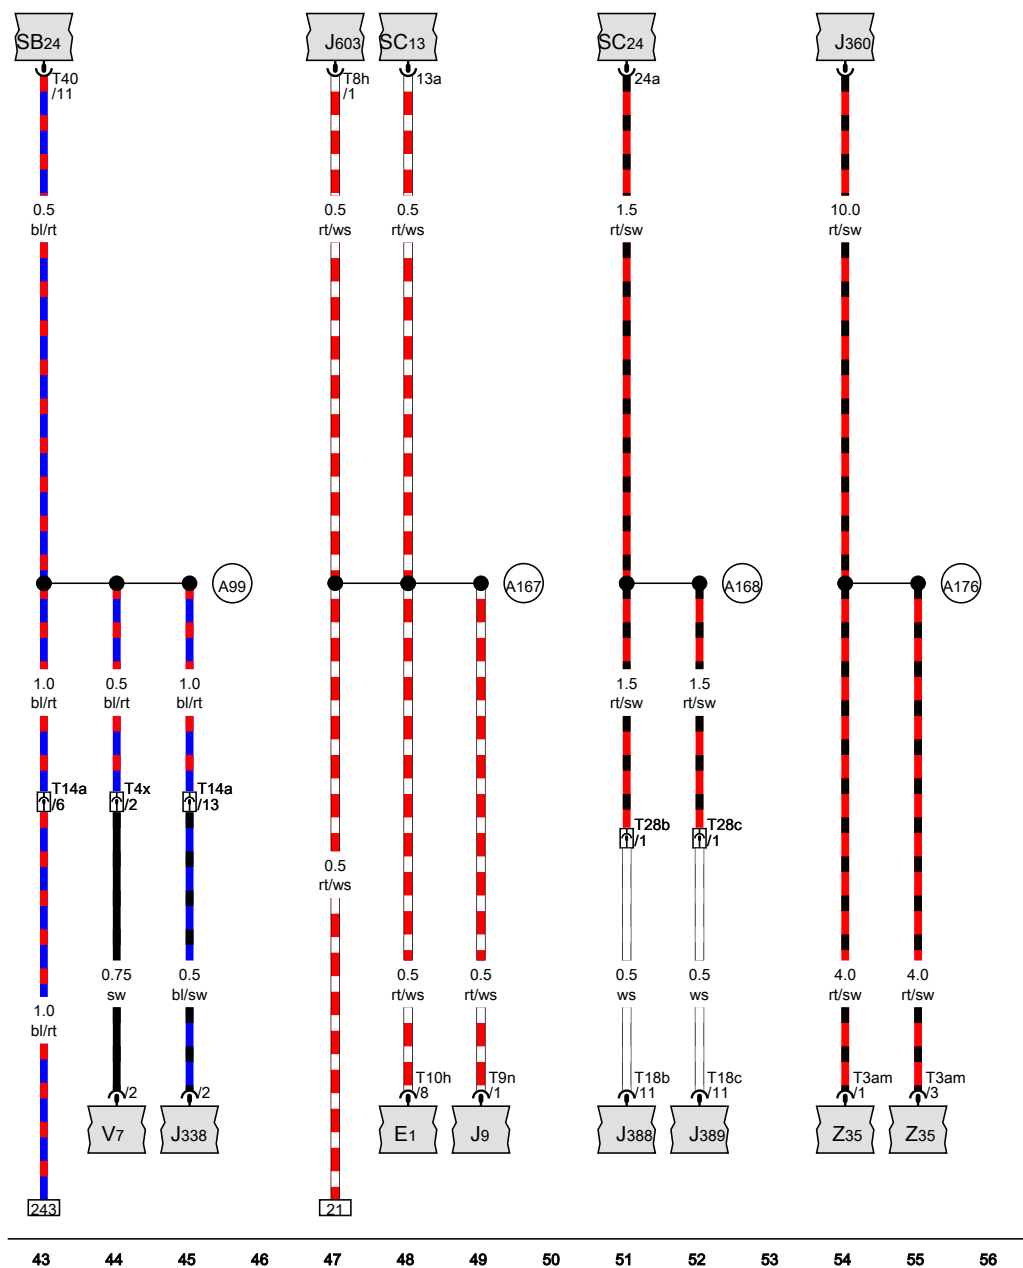 SB24 J603 SC13 SC24 J360
T40 T8h 13a 24a
/11 /1
0.5 0.5 0.5 1.5 10.0
bl/rt rt/ws rt/ws rt/sw rt/sw
A99 A167 A168 A176
1.0 0.5 1.0 1.5 1.5
bl/rt bl/rt bl/rt rt/sw rt/sw
T14a T4x T14a
/6 /2 /13
T28b T28c
/1 /1
0.5
rt/ws
0.75 0.5 0.5 0.5 0.5 0.5 4.0 4.0
sw bl/sw rt/ws rt/ws ws ws rt/sw rt/sw
1.0
bl/rt
T10h T9n T18b T18c T3am T3am
/2 /2 /8 /1 /11 /11 /1 /3
V7 J338 E1 J9 J388 J389 Z35 Z35
243 21
43 44 45 46 47 48 49 50 51 52 53 54 55 56